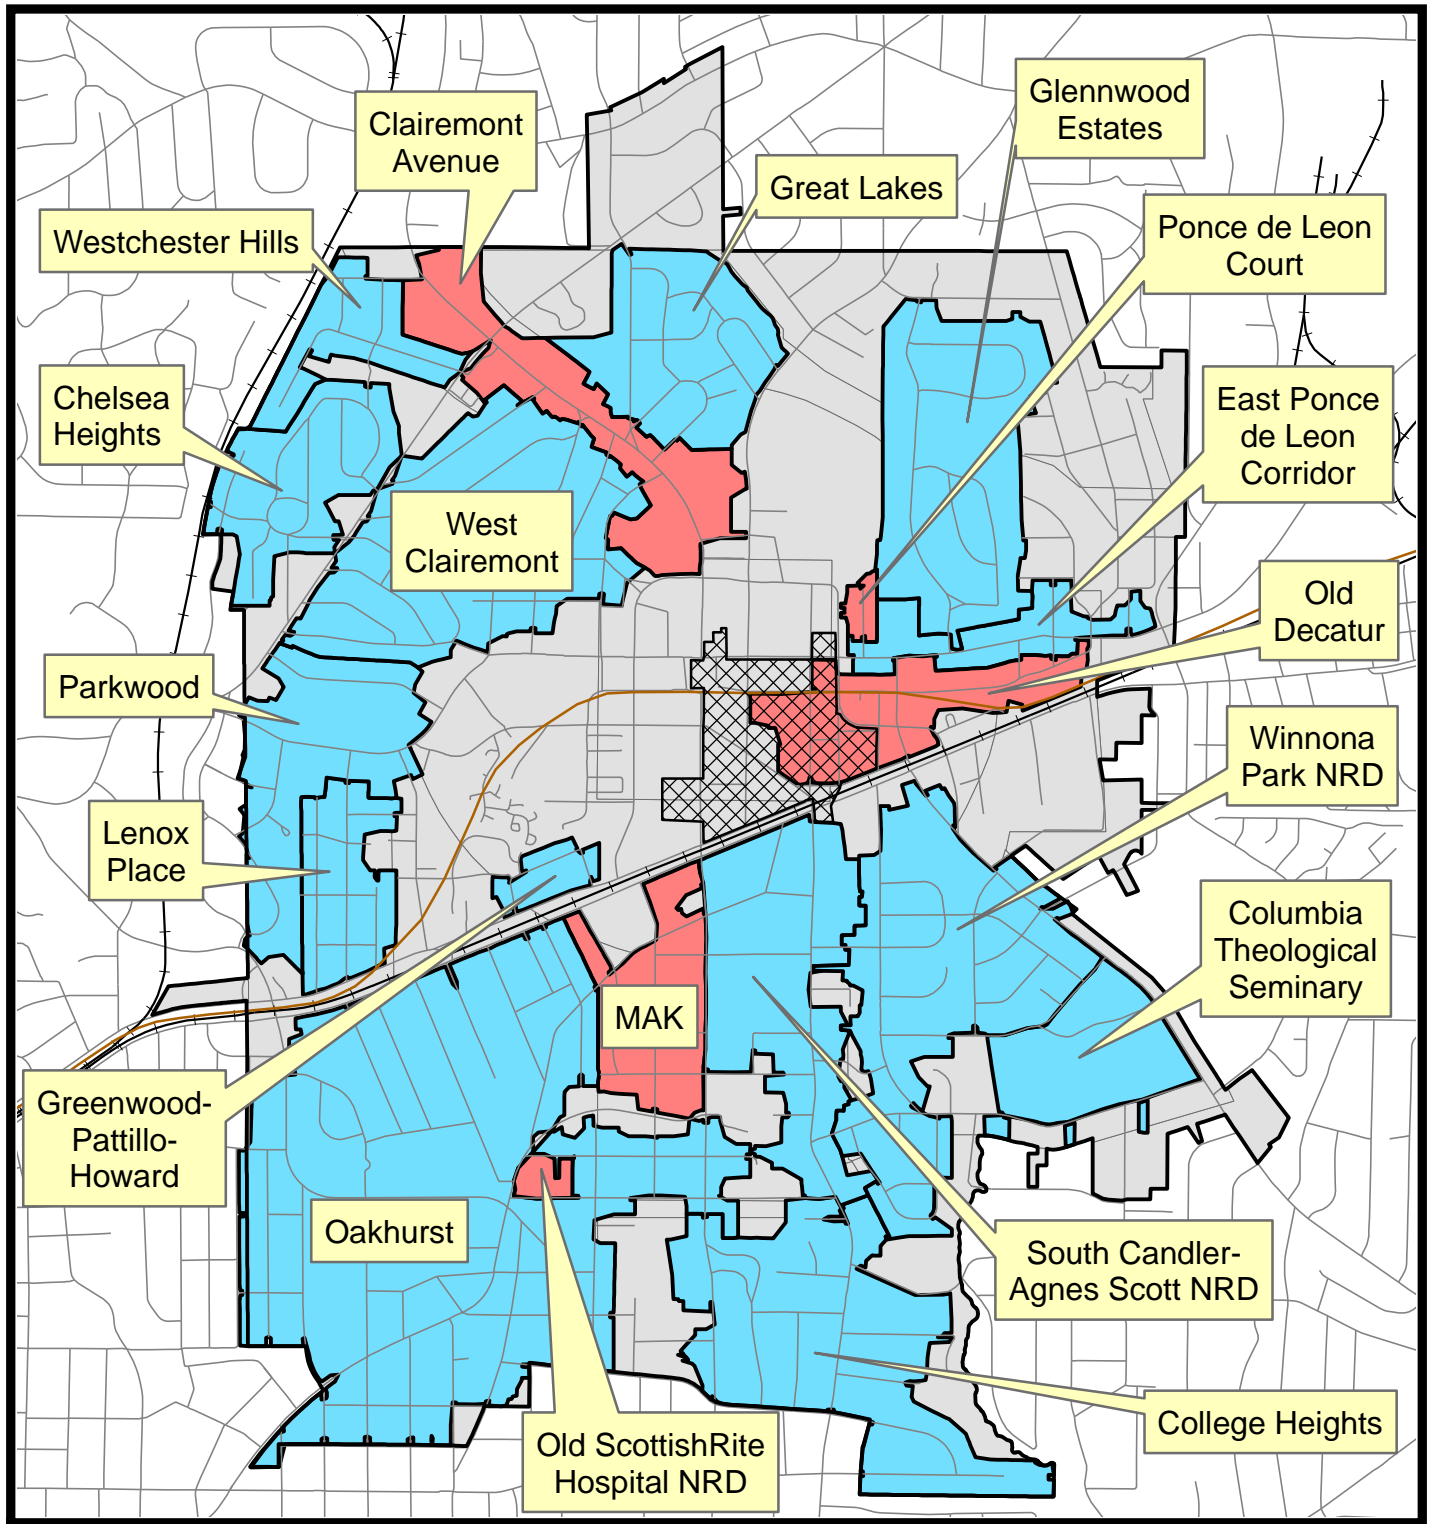 Clairemont
Avenue
Glennwood
Estates
Great Lakes
Westchester Hills
Ponce de Leon
Court
Chelsea
Heights
East Ponce
de Leon
Corridor
West
Clairemont
Old
Decatur
Parkwood
Winnona
Park NRD
Lenox
Place
Columbia
Theological
Seminary
MAK
Greenwood-
Pattillo-
Howard
Oakhurst
South Candler-
Agnes Scott NRD
College Heights
Old ScottishRite
Hospital NRD